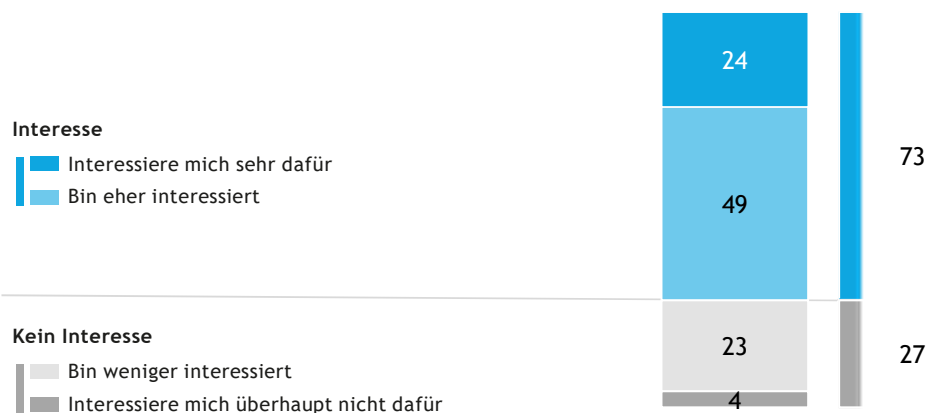 24
Interesse
Interessiere mich sehr dafür
73
Bin eher interessiert
49
Kein Interesse
23
27
Bin weniger interessiert
4
Interessiere mich überhaupt nicht dafür